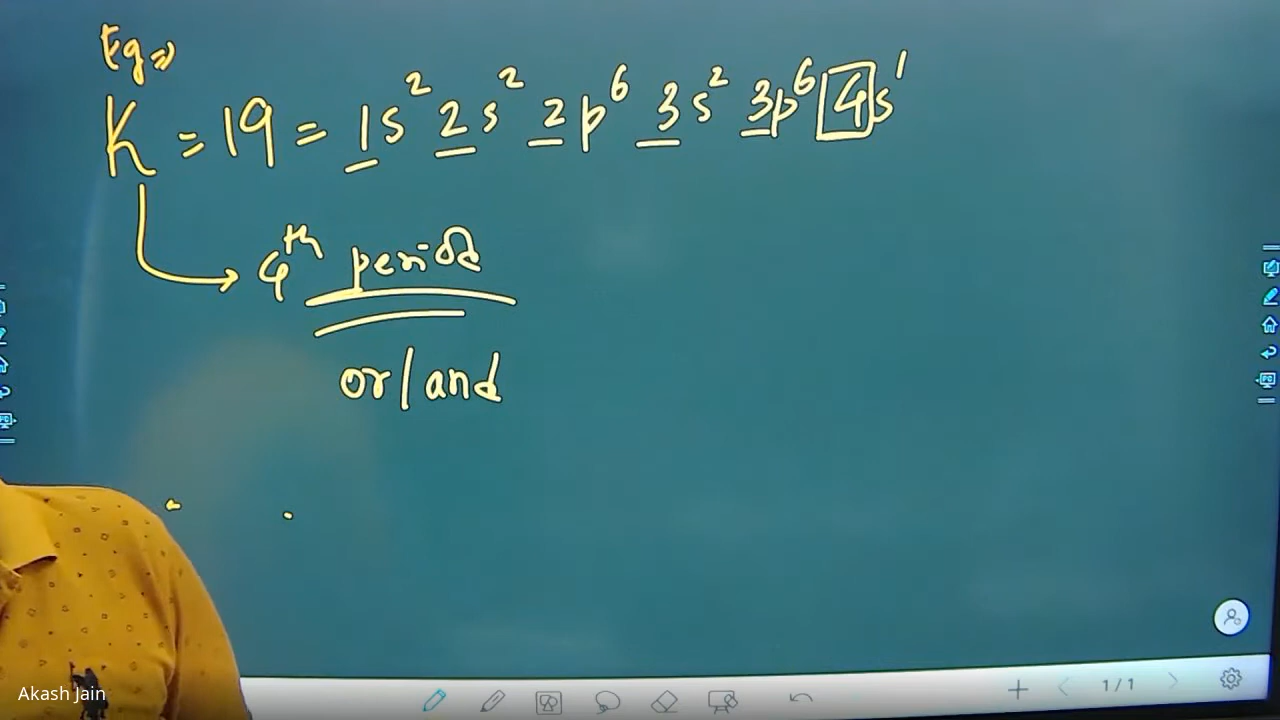 Eg ⇒
K = 19 = 1s² 2s² 2p⁶ 3s² 3p⁶ 4s¹
4th period
or/and
Akash Jain
1/1